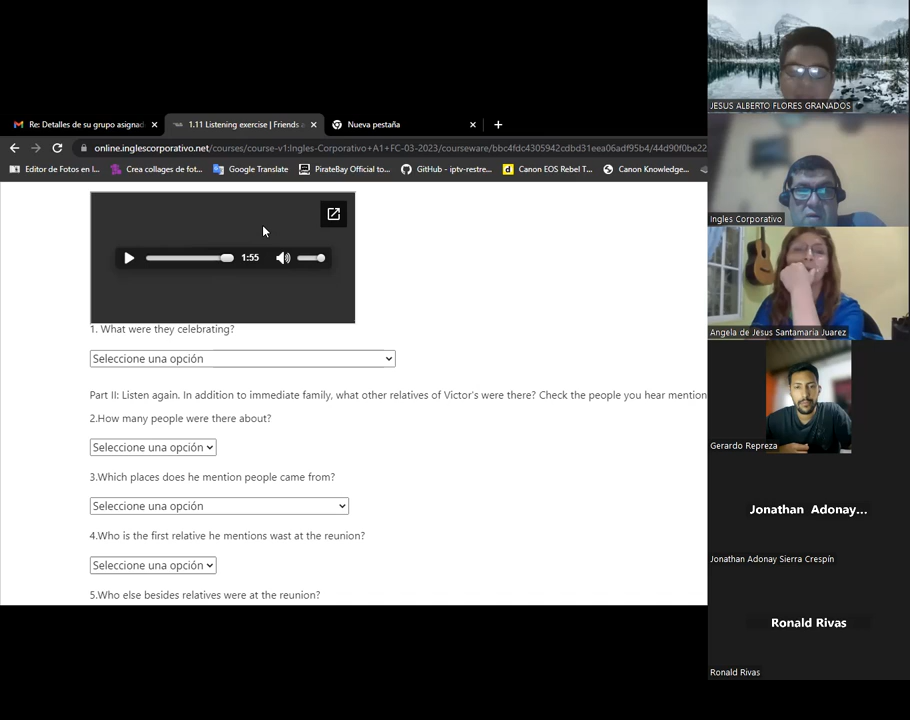 Re: Detalles de su grupo asignad
1.11 Listening exercise | Friends a
Nueva pestaña
online.inglescorporativo.net/courses/course-v1:Ingles-Corporativo+A1+FC-03-2023/courseware/bbc4fdc4305942cdbd31eea06adf95b4/44d90f0be22
Editor de Fotos en l...
Crea collages de fot...
Google Translate
PirateBay Official to...
GitHub - iptv-restre...
Canon EOS Rebel T...
Canon Knowledge...
1:55
1. What were they celebrating?
Seleccione una opción
Part II: Listen again. In addition to immediate family, what other relatives of Victor's were there? Check the people you hear mention
2.How many people were there about?
Seleccione una opción
3.Which places does he mention people came from?
Seleccione una opción
4.Who is the first relative he mentions wast at the reunion?
Seleccione una opción
5.Who else besides relatives were at the reunion?
JESUS ALBERTO FLORES GRANADOS
Ingles Corporativo
Angela de Jesus Santamaria Juarez
Gerardo Repreza
Jonathan Adonay...
Jonathan Adonay Sierra Crespín
Ronald Rivas
Ronald Rivas